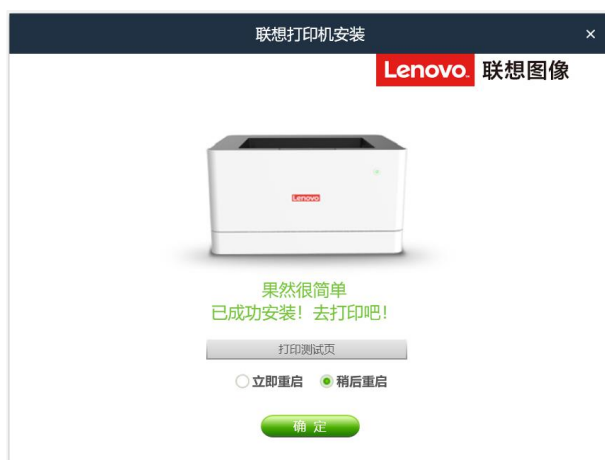 联想打印机安装
×
Lenovo. 联想图像
Lenovo
果然很简单
已成功安装！去打印吧！
打印测试页
立即重启 稍后重启
确 定